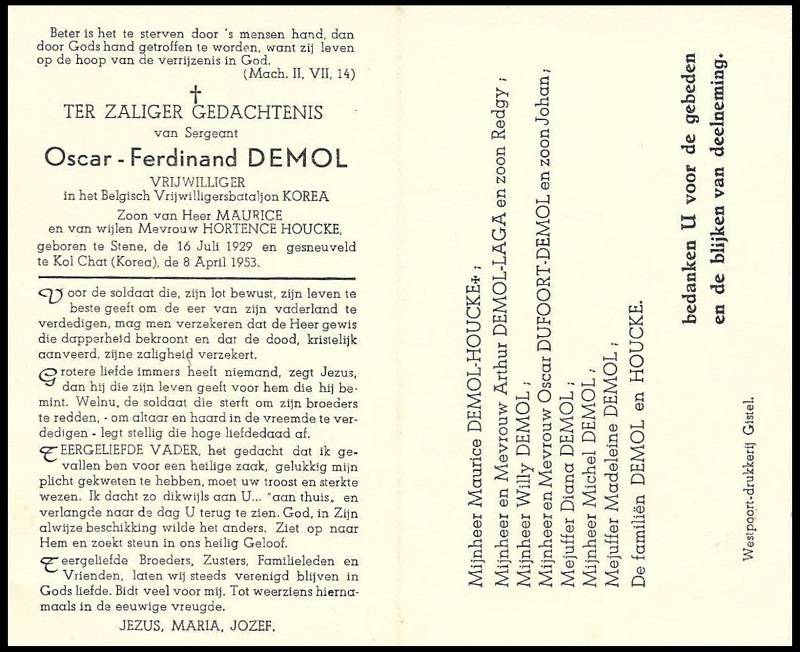 Beter is het te sterven door 's mensen hand, dan
door Gods hand getroffen te worden, want zij leven
op de hoop van de verrijzenis in God.
(Mach. II, VII, 14)
†
TER ZALIGER GEDACHTENIS
van Sergeant
Oscar - Ferdinand DEMOL
VRIJWILLIGER
in het Belgisch Vrijwilligersbataljon KOREA
Zoon van Heer MAURICE
en van wijlen Mevrouw HORTENCE HOUCKE,
geboren te Stene, de 16 Juli 1929 en gesneuveld
te Kol Chat (Korea), de 8 April 1953.
Voor de soldaat die, zijn lot bewust, zijn leven te
beste geeft om de eer van zijn vaderland te
verdedigen, mag men verzekeren dat de Heer gewis
die dapperheid bekroont en dat de dood, kristelijk
aanveerd, zijne zaligheid verzekert.
Grotere liefde immers heeft niemand, zegt Jezus,
dan hij die zijn leven geeft voor hem die hij be-
mint. Welnu, de soldaat die sterft om zijn broeders
te redden, - om altaar en haard in de vreemde te ver-
dedigen - legt stellig die hoge liefdedaad af.
TEERGELIEFDE VADER, het gedacht dat ik ge-
vallen ben voor een heilige zaak, gelukkig mijn
plicht gekweten te hebben, moet uw troost en sterkte
wezen. Ik dacht zo dikwijls aan U... "aan thuis„ en
verlangde naar de dag U terug te zien. God, in Zijn
alwijze beschikking wilde het anders. Ziet op naar
Hem en zoekt steun in ons heilig Geloof.
Teergeliefde Broeders, Zusters, Familieleden en
Vrienden, laten wij steeds verenigd blijven in
Gods liefde. Bidt veel voor mij. Tot weerziens hierna-
maals in de eeuwige vreugde.
JEZUS, MARIA, JOZEF.
Mijnheer Maurice DEMOL-HOUCKE† ;
Mijnheer en Mevrouw Arthur DEMOL-LAGA en zoon Redgy ;
Mijnheer Willy DEMOL ;
Mijnheer en Mevrouw Oscar DUFOORT-DEMOL en zoon Johan ;
Mejuffer Diana DEMOL ;
Mijnheer Michel DEMOL ;
Mejuffer Madeleine DEMOL ;
De familiën DEMOL en HOUCKE.
bedanken U voor de gebeden
en de blijken van deelneming.
Westpoort-drukkerij Gistel.